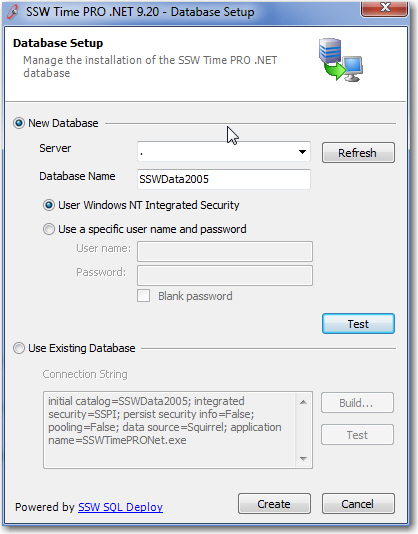 SSW Time PRO .NET 9.20 - Database Setup
Database Setup
Manage the installation of the SSW Time PRO .NET
database
New Database
Server
.
Refresh
Database Name
SSWData2005
User Windows NT Integrated Security
Use a specific user name and password
User name:
Password:
Blank password
Test
Use Existing Database
Connection String
initial catalog=SSWData2005; integrated
security=SSPI; persist security info=False;
pooling=False; data source=Squirrel; application
name=SSWTimePRONet.exe
Build...
Test
Powered by SSW SQL Deploy
Create
Cancel